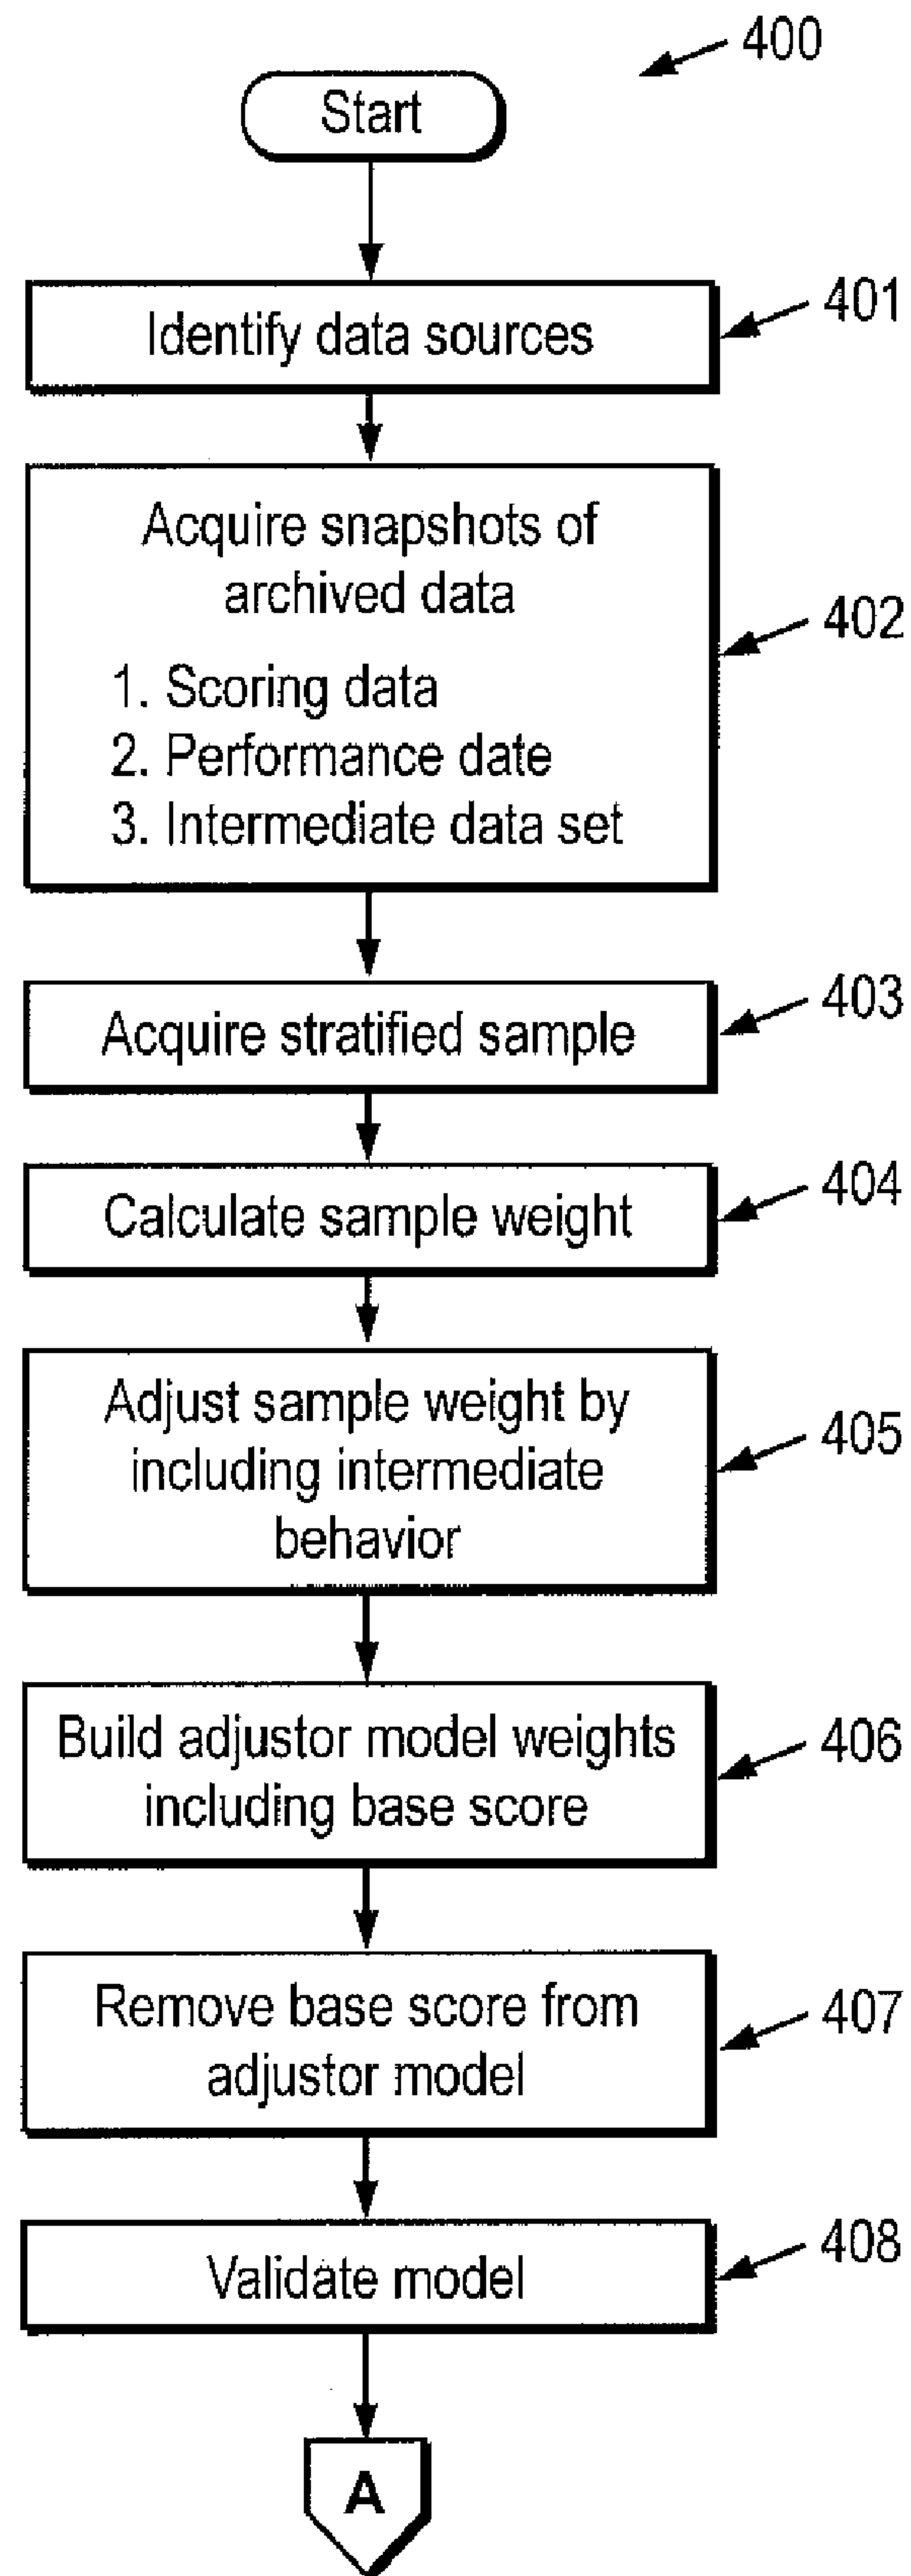 400
Start
Identify data sources
401
Acquire snapshots of
archived data
1. Scoring data
2. Performance date
3. Intermediate data set
402
Acquire stratified sample
403
Calculate sample weight
404
Adjust sample weight by
including intermediate
behavior
405
Build adjustor model weights
including base score
406
Remove base score from
adjustor model
407
Validate model
408
A